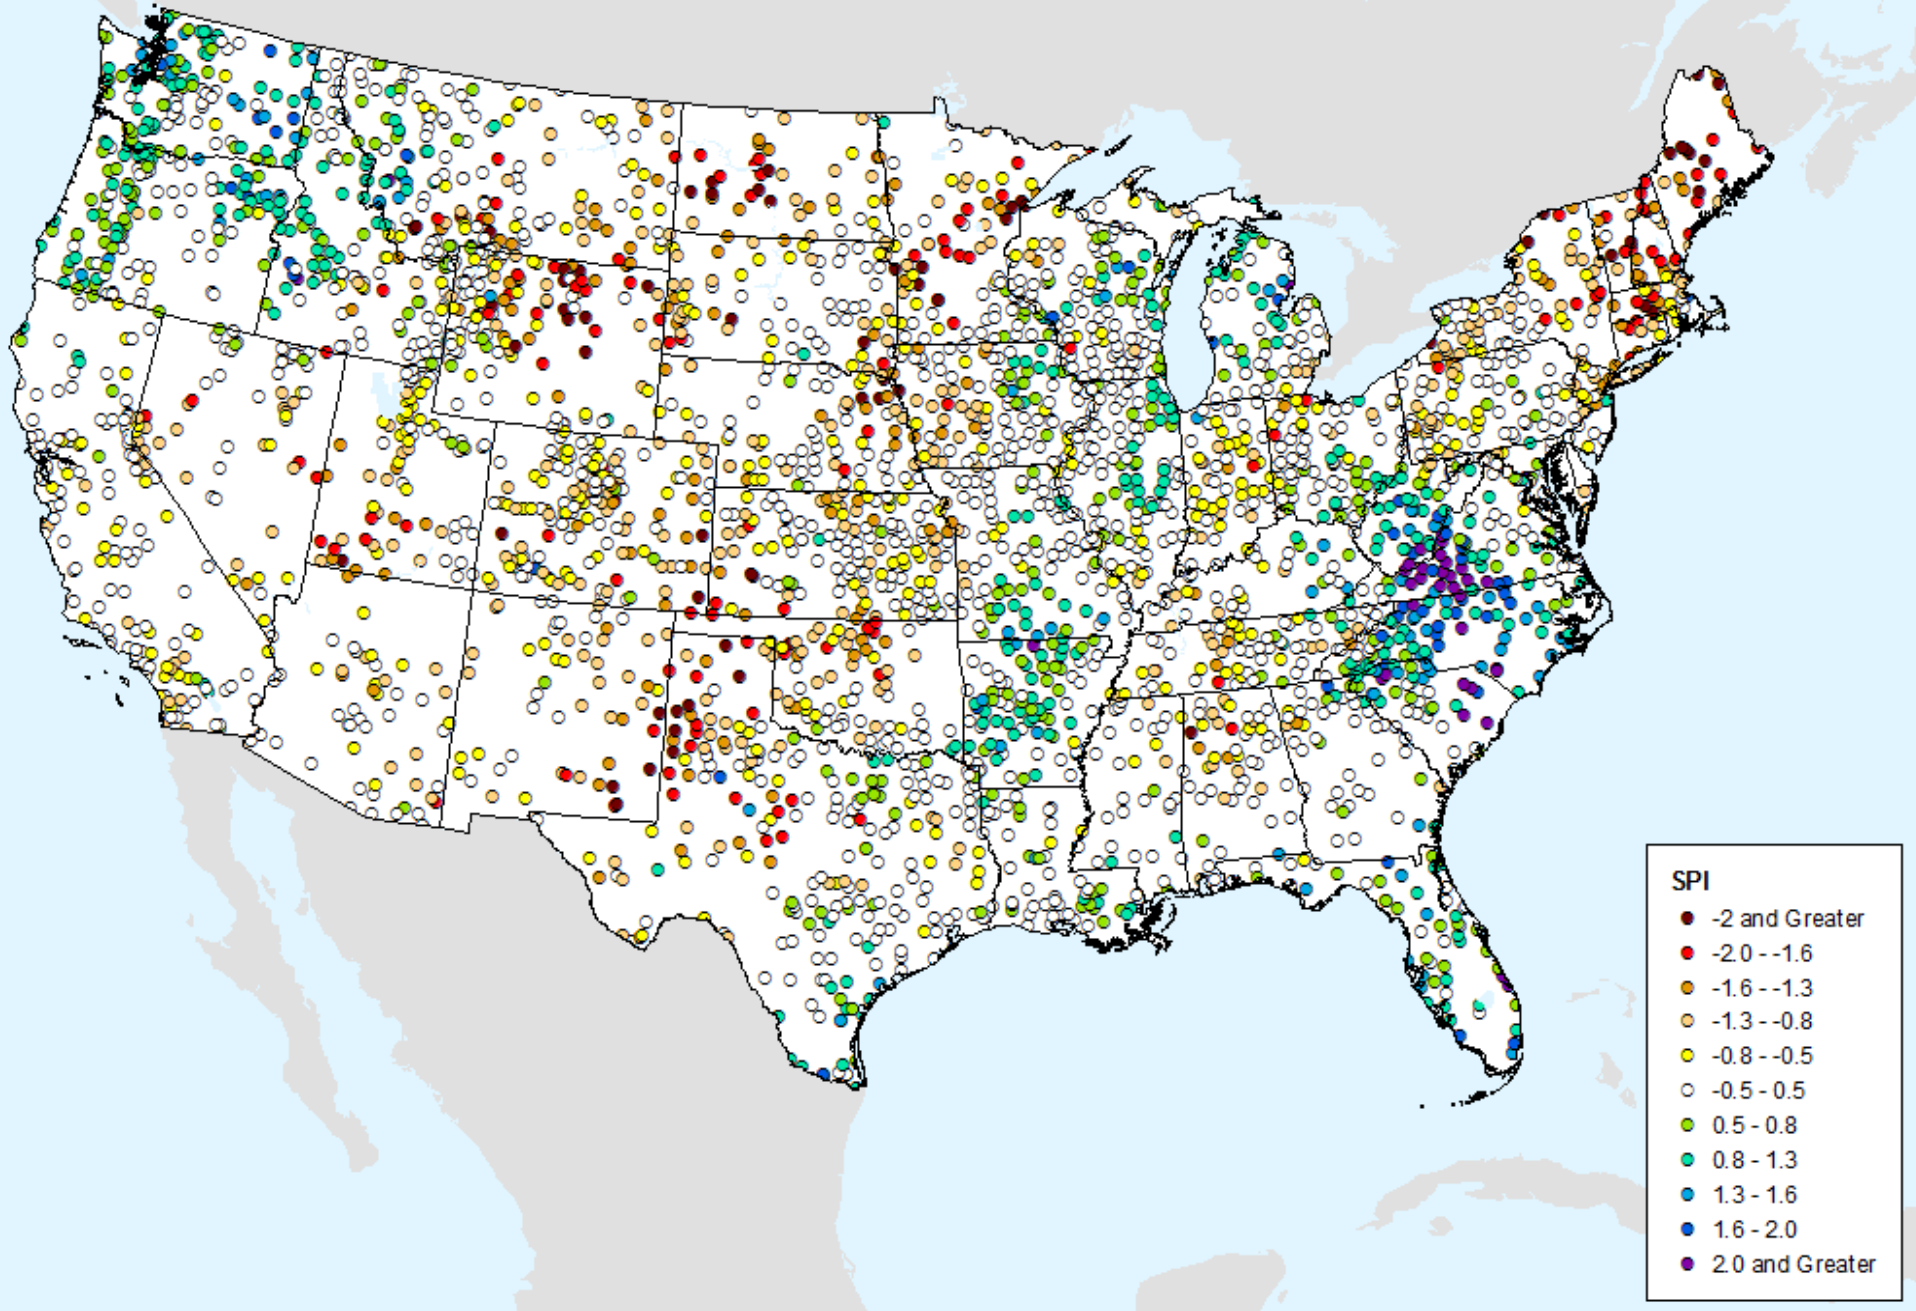 SPI
-2 and Greater
-2.0 - -1.6
-1.6 - -1.3
-1.3 - -0.8
-0.8 - -0.5
-0.5 - 0.5
0.5 - 0.8
0.8 - 1.3
1.3 - 1.6
1.6 - 2.0
2.0 and Greater